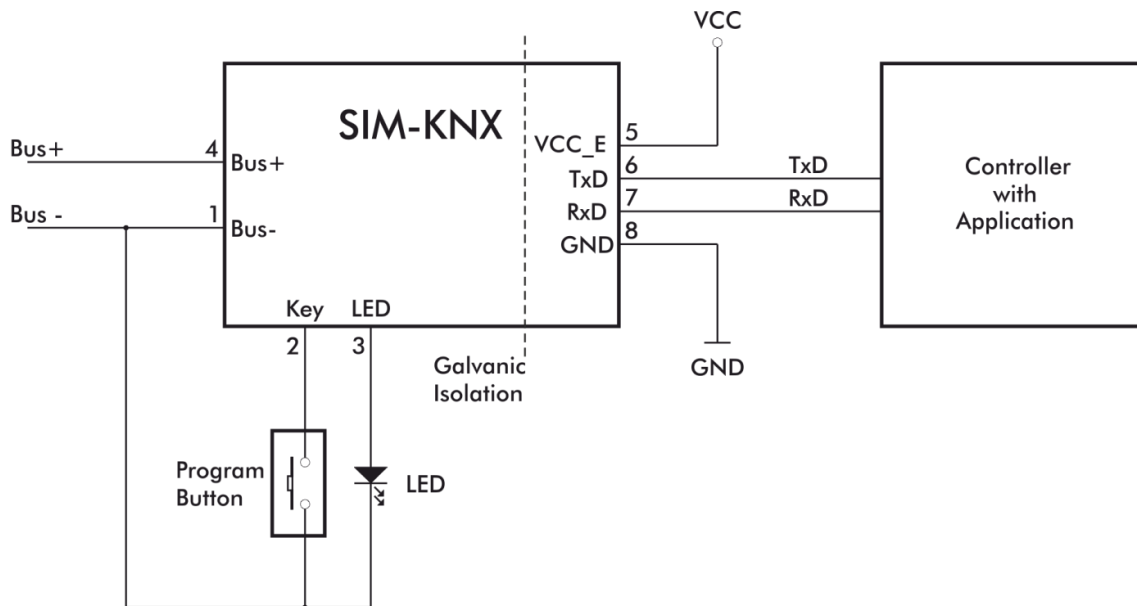 VCC
SIM-KNX
Bus+
4
Bus+
Bus -
1
Bus-
VCC_E
5
TxD
6
RxD
7
GND
8
TxD
RxD
Controller
with
Application
Key
LED
2
3
Galvanic
Isolation
GND
Program
Button
LED